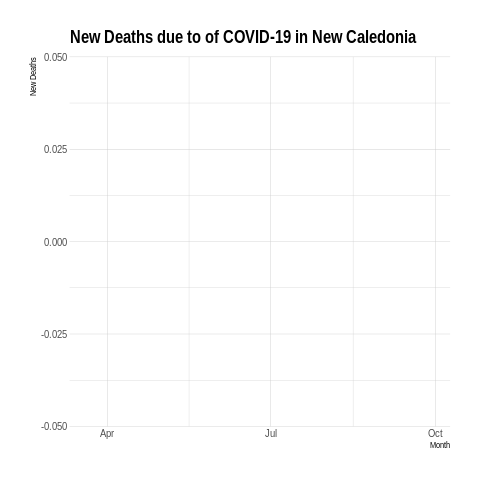 New Deaths due to of COVID-19 in New Caledonia
New Deaths
0.050
0.025
0.000
-0.025
-0.050
Apr Jul Oct
Month